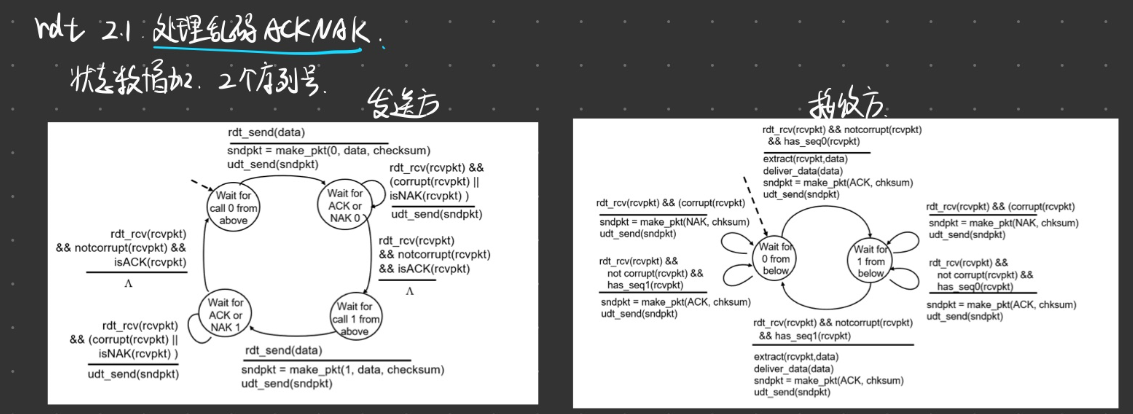 rdt 2.1 处理乱码ACKNAK.
状态数增加2. 2个序列号.
发送方
rdt_send(data)
sndpkt = make_pkt(0, data, checksum)
udt_send(sndpkt)
Wait for
call 0 from
above
Wait for
ACK or
NAK 0
rdt_rcv(rcvpkt) &&
(corrupt(rcvpkt) ||
isNAK(rcvpkt) )
udt_send(sndpkt)
rdt_rcv(rcvpkt)
&& notcorrupt(rcvpkt)
&& isACK(rcvpkt)
Λ
rdt_rcv(rcvpkt)
&& notcorrupt(rcvpkt) &&
isACK(rcvpkt)
Λ
Wait for
ACK or
NAK 1
Wait for
call 1 from
above
rdt_rcv(rcvpkt)
&& (corrupt(rcvpkt) ||
isNAK(rcvpkt) )
udt_send(sndpkt)
rdt_send(data)
sndpkt = make_pkt(1, data, checksum)
udt_send(sndpkt)
接收方.
rdt_rcv(rcvpkt) && notcorrupt(rcvpkt)
&& has_seq0(rcvpkt)
extract(rcvpkt,data)
deliver_data(data)
sndpkt = make_pkt(ACK, chksum)
udt_send(sndpkt)
rdt_rcv(rcvpkt) && (corrupt(rcvpkt)
sndpkt = make_pkt(NAK, chksum)
udt_send(sndpkt)
rdt_rcv(rcvpkt) &&
not corrupt(rcvpkt) &&
has_seq1(rcvpkt)
sndpkt = make_pkt(ACK, chksum)
udt_send(sndpkt)
Wait for
0 from
below
Wait for
1 from
below
rdt_rcv(rcvpkt) && (corrupt(rcvpkt)
sndpkt = make_pkt(NAK, chksum)
udt_send(sndpkt)
rdt_rcv(rcvpkt) &&
not corrupt(rcvpkt) &&
has_seq0(rcvpkt)
sndpkt = make_pkt(ACK, chksum)
udt_send(sndpkt)
rdt_rcv(rcvpkt) && notcorrupt(rcvpkt)
&& has_seq1(rcvpkt)
extract(rcvpkt,data)
deliver_data(data)
sndpkt = make_pkt(ACK, chksum)
udt_send(sndpkt)